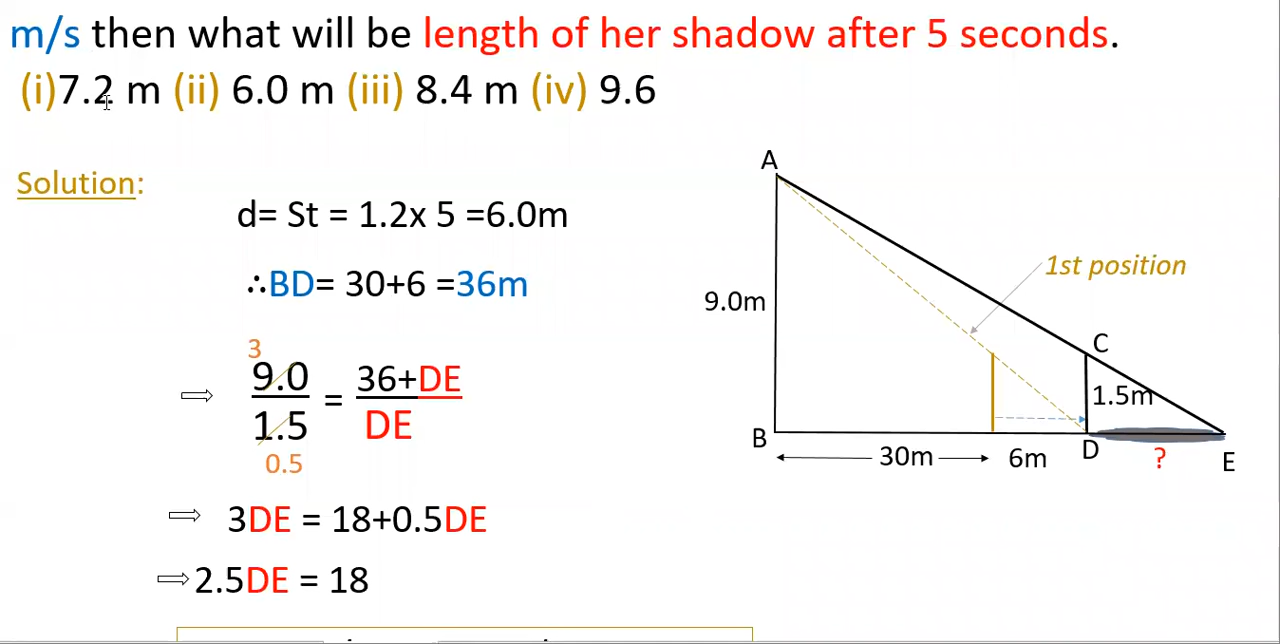 m/s then what will be length of her shadow after 5 seconds.
(i)7.2 m (ii) 6.0 m (iii) 8.4 m (iv) 9.6
Solution:
d= St = 1.2x 5 =6.0m
∴BD= 30+6 =36m
3
9.0
1.5
0.5
=
36+DE
DE
⇨ 3DE = 18+0.5DE
⇨2.5DE = 18
A
1st position
9.0m
C
1.5m
B
30m
6m
D
?
E